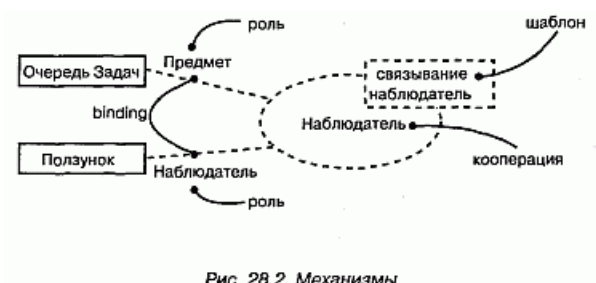 роль
шаблон
Предмет
Очередь Задач
связывание
наблюдатель
binding
Наблюдатель
Ползунок
кооперация
Наблюдатель
роль
Рис. 28.2. Механизмы